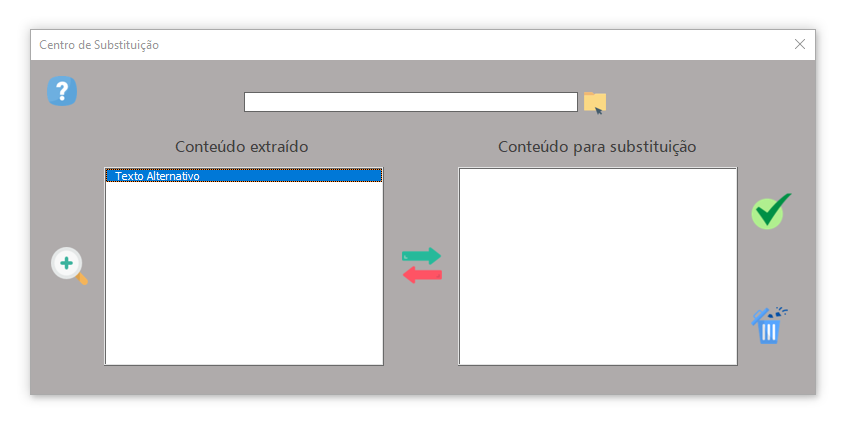 Centro de Substituição
?
Conteúdo extraído
Conteúdo para substituição
Texto Alternativo